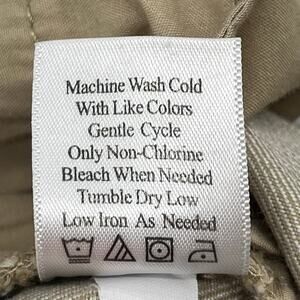 Machine Wash Cold
With Like Colors
Gentle Cycle
Only Non-Chlorine
Bleach When Needed
Tumble Dry Low
Low Iron As Needed